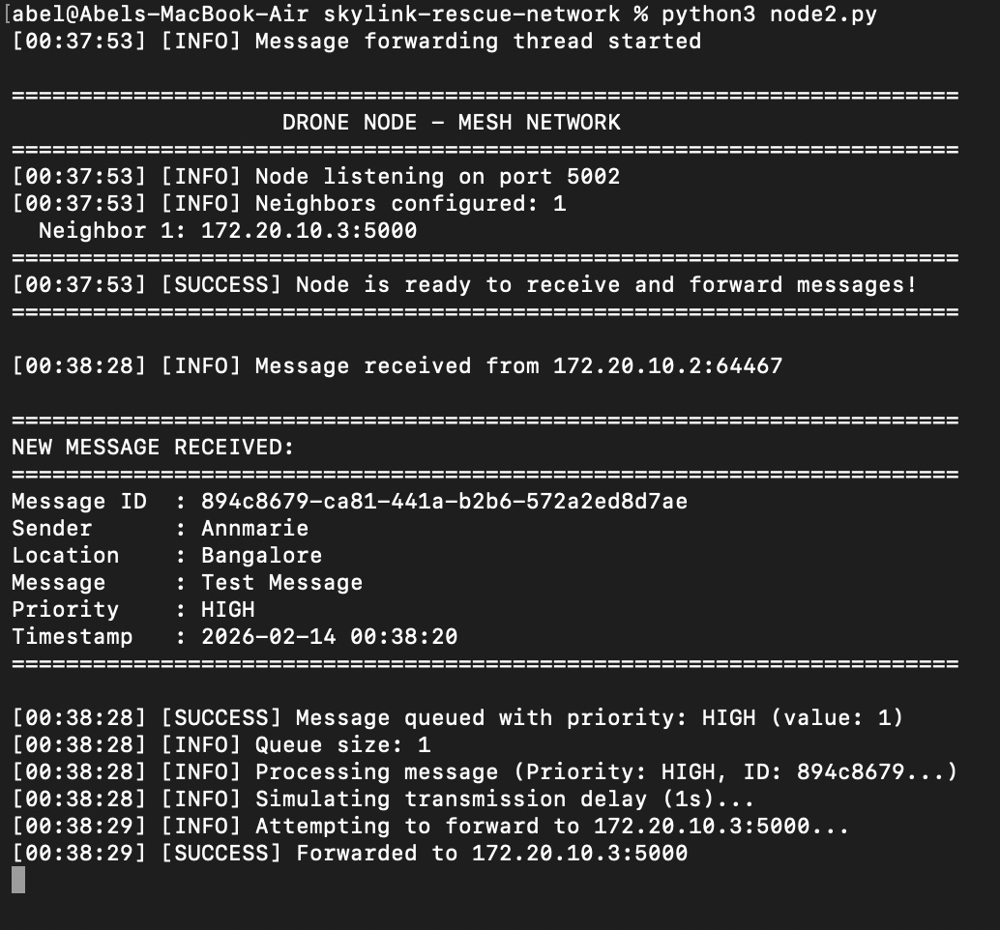 [abel@Abels-MacBook-Air skylink-rescue-network % python3 node2.py
[00:37:53] [INFO] Message forwarding thread started
======================================================================
DRONE NODE - MESH NETWORK
======================================================================
[00:37:53] [INFO] Node listening on port 5002
[00:37:53] [INFO] Neighbors configured: 1
Neighbor 1: 172.20.10.3:5000
======================================================================
[00:37:53] [SUCCESS] Node is ready to receive and forward messages!
======================================================================
[00:38:28] [INFO] Message received from 172.20.10.2:64467
======================================================================
NEW MESSAGE RECEIVED:
======================================================================
Message ID  : 894c8679-ca81-441a-b2b6-572a2ed8d7ae
Sender      : Annmarie
Location    : Bangalore
Message     : Test Message
Priority    : HIGH
Timestamp   : 2026-02-14 00:38:20
======================================================================
[00:38:28] [SUCCESS] Message queued with priority: HIGH (value: 1)
[00:38:28] [INFO] Queue size: 1
[00:38:28] [INFO] Processing message (Priority: HIGH, ID: 894c8679...)
[00:38:28] [INFO] Simulating transmission delay (1s)...
[00:38:29] [INFO] Attempting to forward to 172.20.10.3:5000...
[00:38:29] [SUCCESS] Forwarded to 172.20.10.3:5000